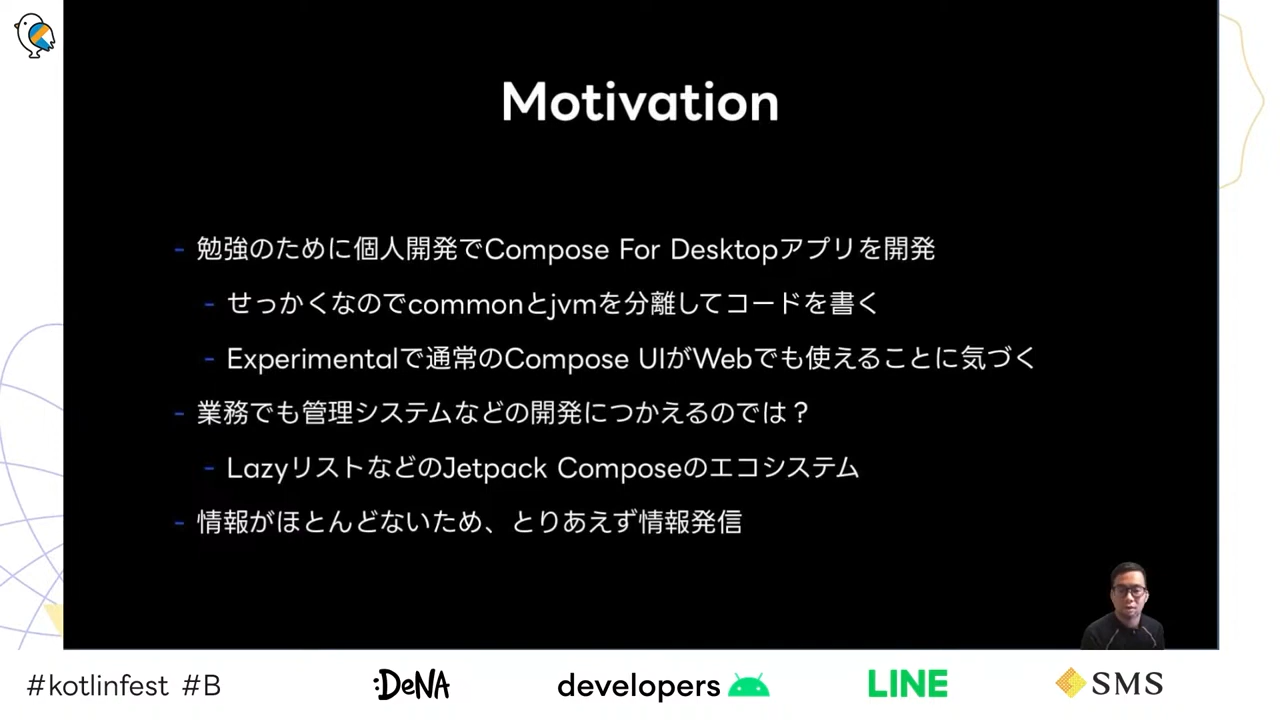 Motivation
- 勉強のために個人開発でCompose For Desktopアプリを開発
- せっかくなのでcommonとjvmを分離してコードを書く
- Experimentalで通常のCompose UIがWebでも使えることに気づく
- 業務でも管理システムなどの開発につかえるのでは？
- LazyリストなどのJetpack Composeのエコシステム
- 情報がほとんどないため、とりあえず情報発信
#kotlinfest #B
:DeNA
developers
LINE
SMS